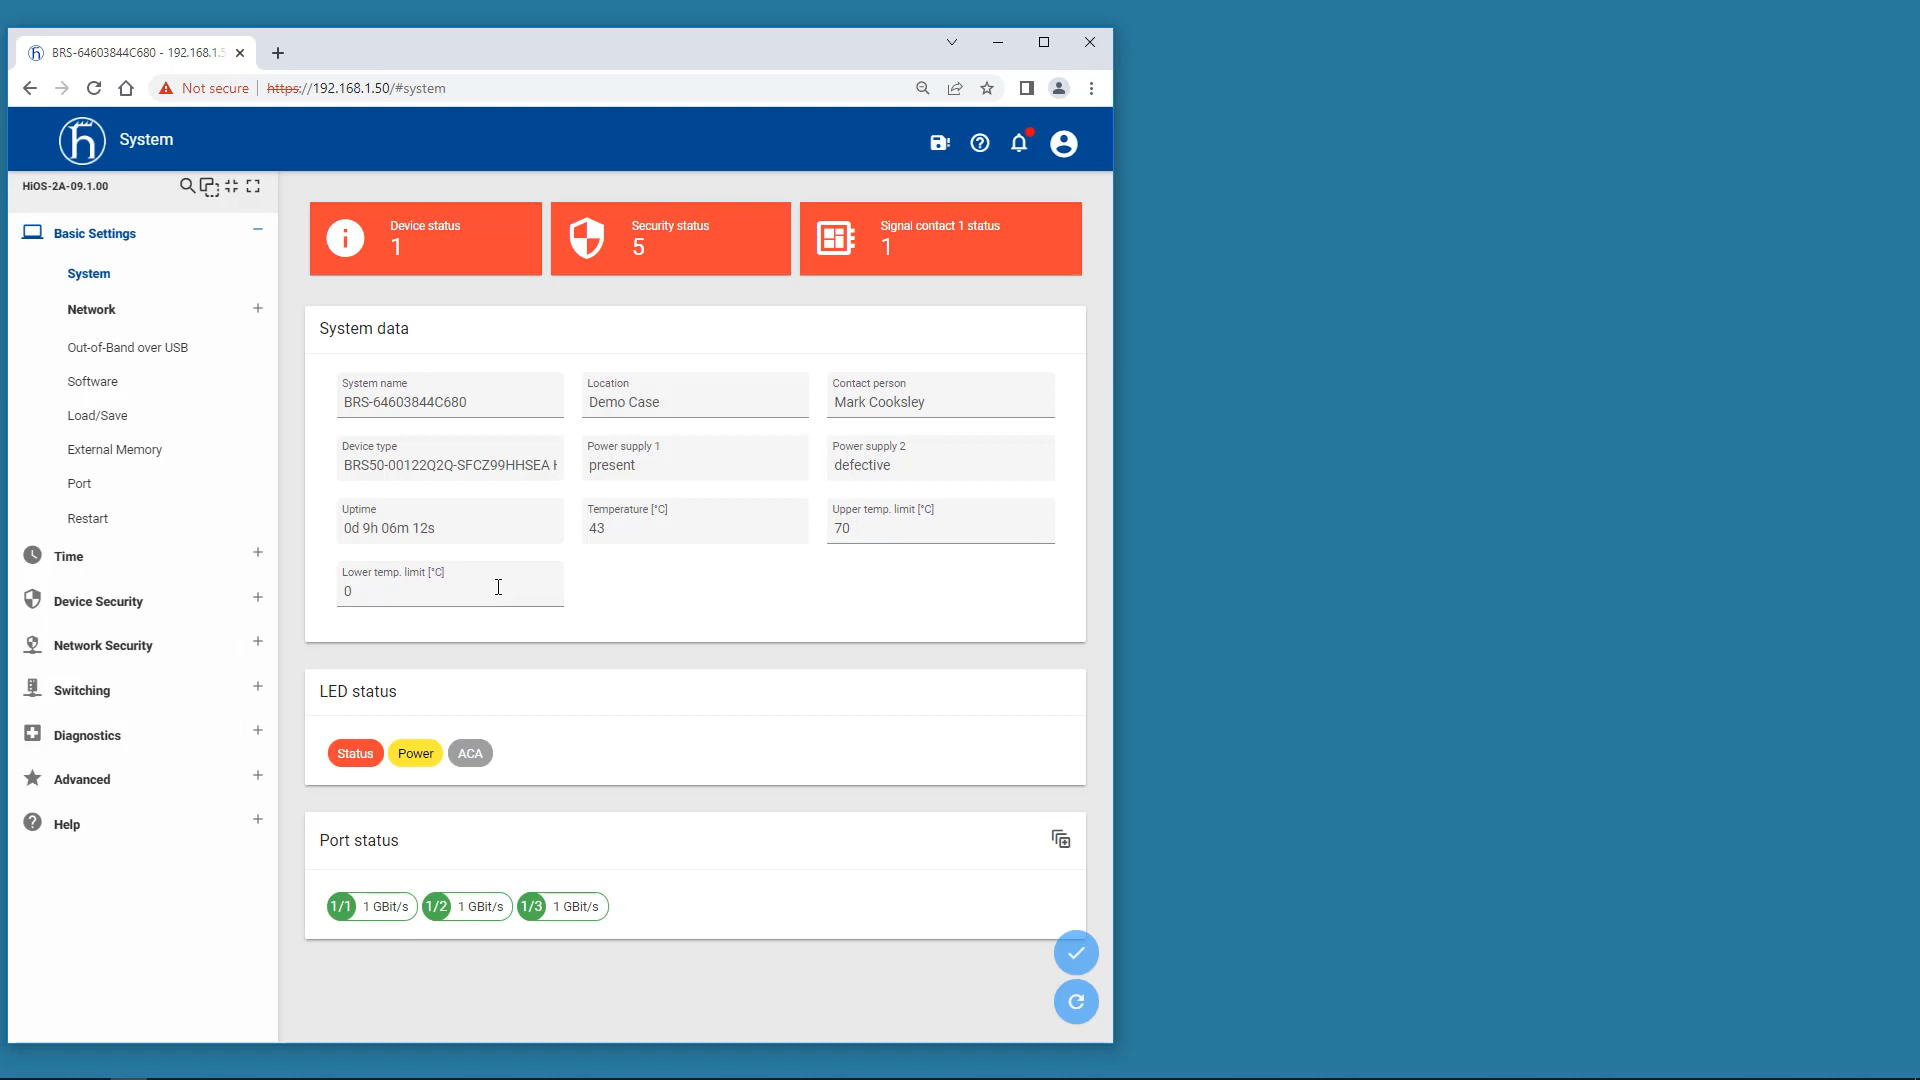 BRS-64603844C680 - 192.168.1.5
Not secure
https://192.168.1.50/#system
System
HiOS-2A-09.1.00
Basic Settings
System
Network
Out-of-Band over USB
Software
Load/Save
External Memory
Port
Restart
Time
Device Security
Network Security
Switching
Diagnostics
Advanced
Help
Device status
1
Security status
5
Signal contact 1 status
1
System data
System name
BRS-64603844C680
Location
Demo Case
Contact person
Mark Cooksley
Device type
BRS50-00122Q2Q-SFCZ99HHSEA
Power supply 1
present
Power supply 2
defective
Uptime
0d 9h 06m 12s
Temperature [°C]
43
Upper temp. limit [°C]
70
Lower temp. limit [°C]
0
LED status
Status Power ACA
Port status
1/1 1 GBit/s 1/2 1 GBit/s 1/3 1 GBit/s